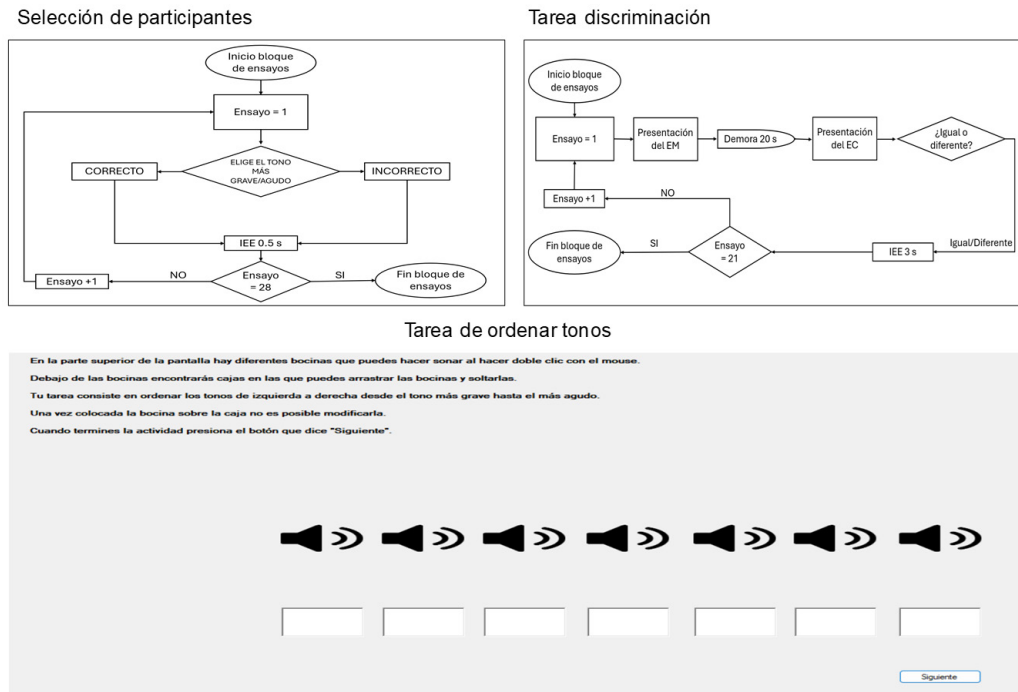 Selección de participantes
Inicio bloque
de ensayos
Ensayo = 1
ELIGE EL TONO
MÁS
GRAVE/AGUDO
CORRECTO
INCORRECTO
IEE 0.5 s
Ensayo
= 28
NO
SI
Ensayo +1
Fin bloque de
ensayos
Tarea discriminación
Inicio bloque
de ensayos
Ensayo = 1
Presentación
del EM
Demora 20 s
Presentación
del EC
¿Igual o
diferente?
Igual/Diferente
IEE 3 s
Ensayo
= 21
NO
SI
Ensayo +1
Fin bloque de
ensayos
Tarea de ordenar tonos
En la parte superior de la pantalla hay diferentes bocinas que puedes hacer sonar al hacer doble clic con el mouse.
Debajo de las bocinas encontrarás cajas en las que puedes arrastrar las bocinas y soltarlas.
Tu tarea consiste en ordenar los tonos de izquierda a derecha desde el tono más grave hasta el más agudo.
Una vez colocada la bocina sobre la caja no es posible modificarla.
Cuando termines la actividad presiona el botón que dice "Siguiente".
Siguiente